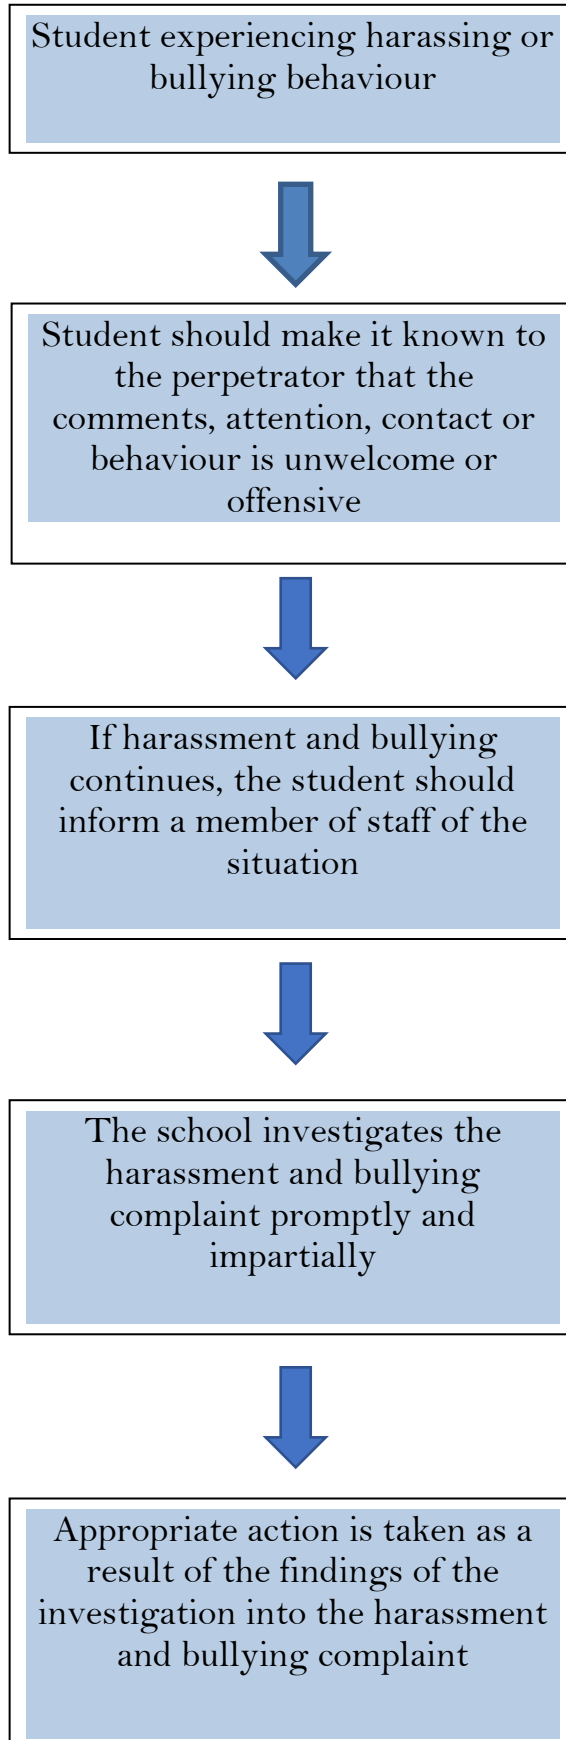 Student experiencing harassing or
bullying behaviour
Student should make it known to
the perpetrator that the
comments, attention, contact or
behaviour is unwelcome or
offensive
If harassment and bullying
continues, the student should
inform a member of staff of the
situation
The school investigates the
harassment and bullying
complaint promptly and
impartially
Appropriate action is taken as a
result of the findings of the
investigation into the harassment
and bullying complaint